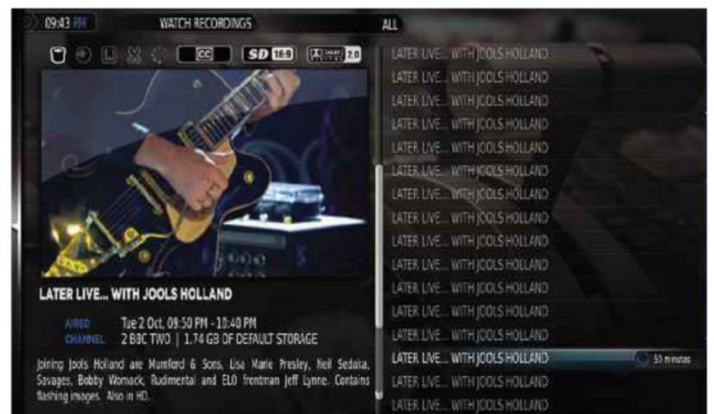 09:43 PM
WATCH RECORDINGS
ALL
CC
SD 16:9
2.0
LATER LIVE... WITH JOOLS HOLLAND
AIRED Tue 2 Oct, 09:50 PM - 10:40 PM
CHANNEL 2 BBC TWO | 1.74 GB OF DEFAULT STORAGE
Joining Jools Holland are Mumford & Sons, Lisa Marie Presley, Neil Sedaka,
Savages, Bobby Womack, Rudimental and ELO frontman Jeff Lynne. Contains
flashing images. Also in HD.
LATER LIVE... WITH JOOLS HOLLAND
LATER LIVE... WITH JOOLS HOLLAND
LATER LIVE... WITH JOOLS HOLLAND
LATER LIVE... WITH JOOLS HOLLAND
LATER LIVE... WITH JOOLS HOLLAND
LATER LIVE... WITH JOOLS HOLLAND
LATER LIVE... WITH JOOLS HOLLAND
LATER LIVE... WITH JOOLS HOLLAND
LATER LIVE... WITH JOOLS HOLLAND
LATER LIVE... WITH JOOLS HOLLAND
LATER LIVE... WITH JOOLS HOLLAND
LATER LIVE... WITH JOOLS HOLLAND
LATER LIVE... WITH JOOLS HOLLAND
LATER LIVE... WITH JOOLS HOLLAND 50 minutes
LATER LIVE... WITH JOOLS HOLLAND
LATER LIVE... WITH JOOLS HOLLAND